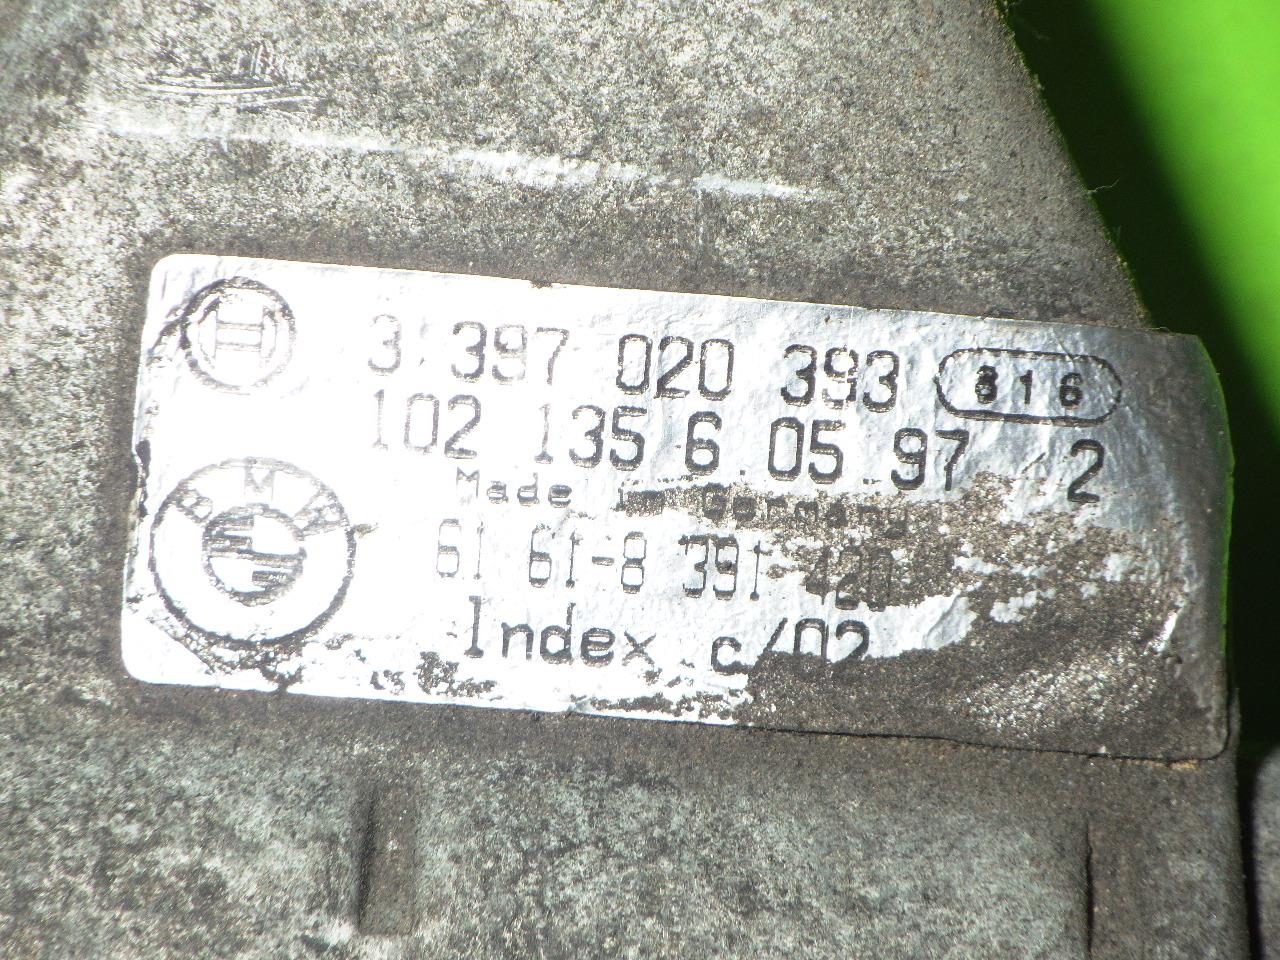 3 397 020 393 816
102 135 6 05.97 2
Made in Germany
BMW
61 61-8 391 420
Index c/02